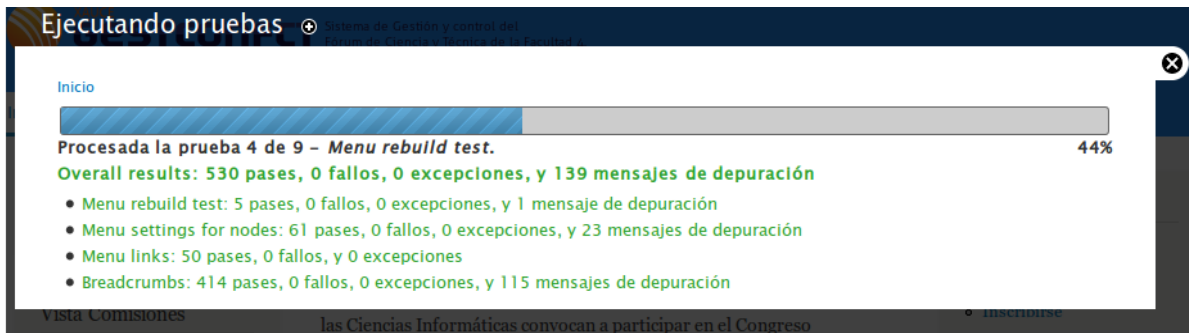 Ejecutando pruebas
Sistema de Gestión y control del
Fórum de Ciencia y Técnica de la Facultad 4
Inicio
Procesada la prueba 4 de 9 – Menu rebuild test.
44%
Overall results: 530 pases, 0 fallos, 0 excepciones, y 139 mensajes de depuración
Menu rebuild test: 5 pases, 0 fallos, 0 excepciones, y 1 mensaje de depuración
Menu settings for nodes: 61 pases, 0 fallos, 0 excepciones, y 23 mensajes de depuración
Menu links: 50 pases, 0 fallos, y 0 excepciones
Breadcrumbs: 414 pases, 0 fallos, 0 excepciones, y 115 mensajes de depuración
Vista Comisiones
las Ciencias Informáticas convocan a participar en el Congreso
Inscribirse